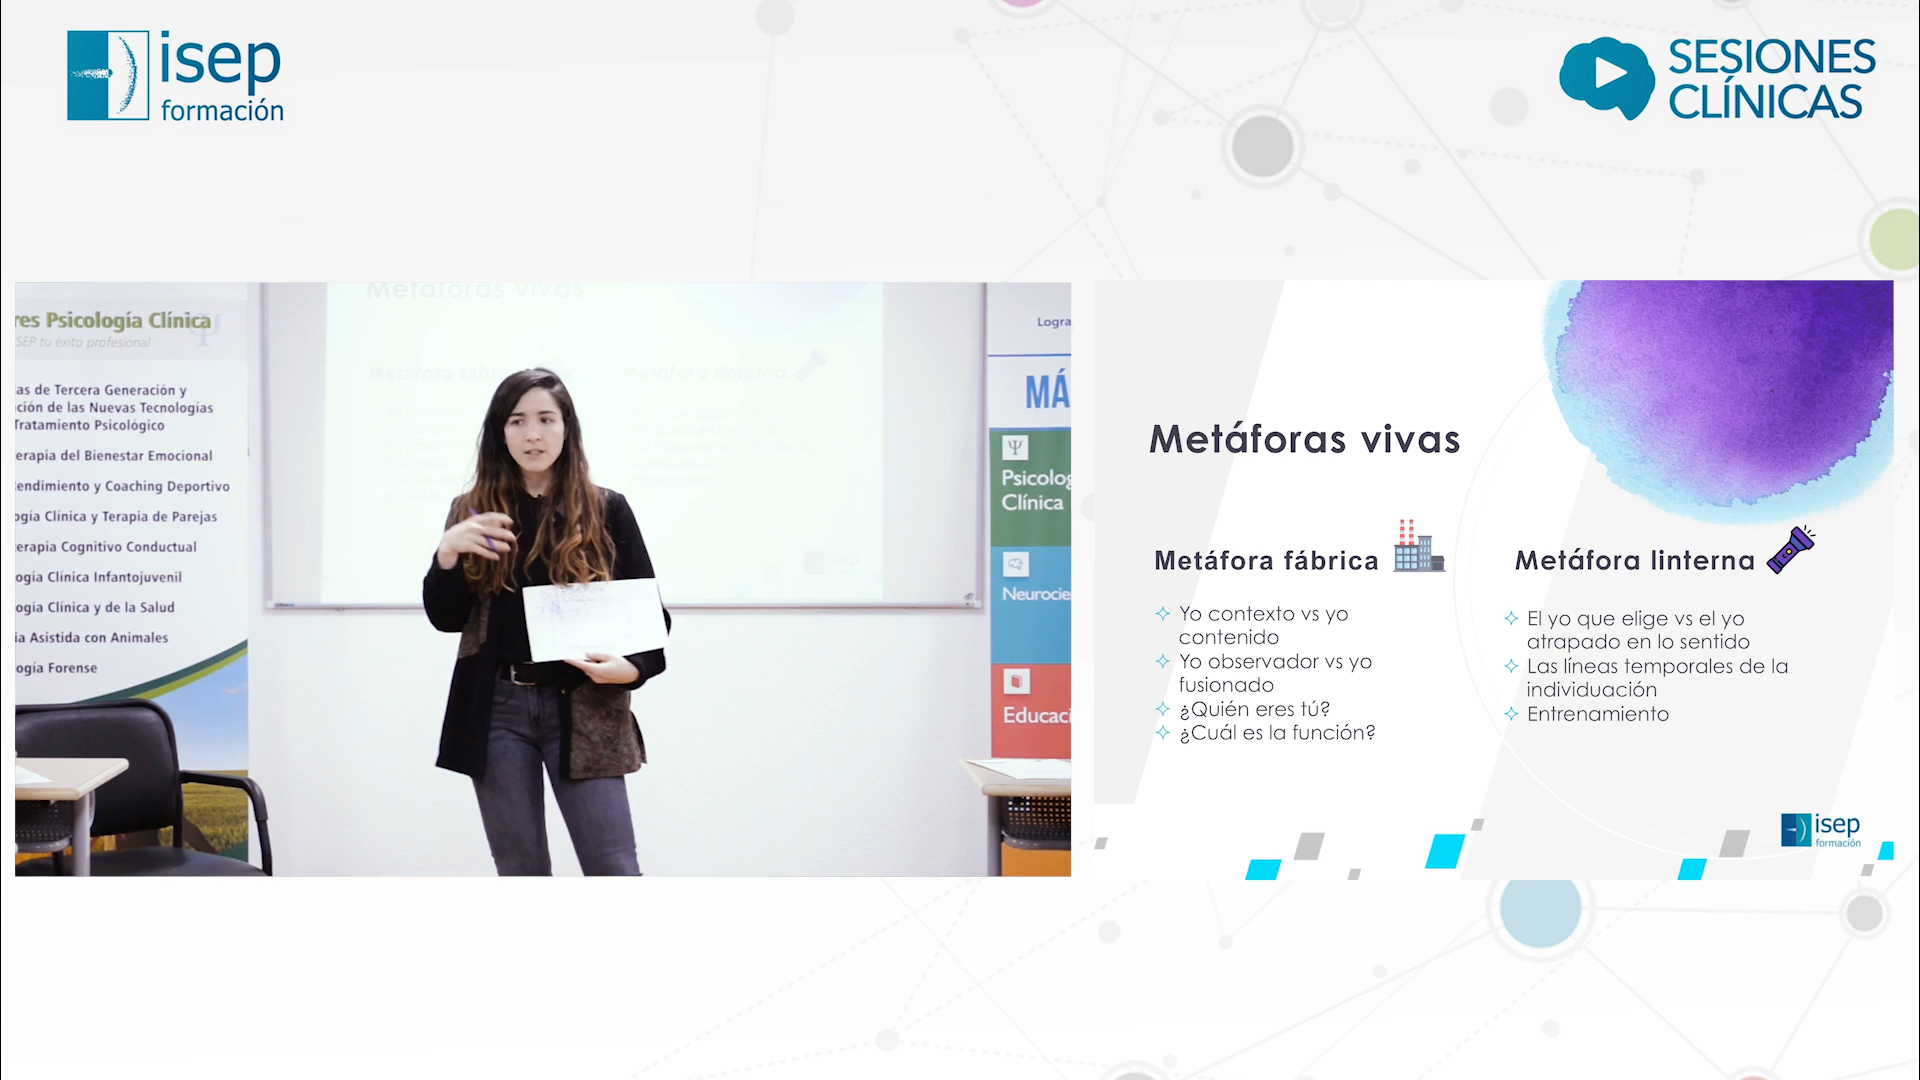 isep
formación
SESIONES
CLÍNICAS
res Psicología Clínica
SEP tu éxito profesional
as de Tercera Generación y
ción de las Nuevas Tecnologías
Tratamiento Psicológico
erapia del Bienestar Emocional
endimiento y Coaching Deportivo
ogía Clínica y Terapia de Parejas
erapia Cognitivo Conductual
ogía Clínica Infantojuvenil
ogía Clínica y de la Salud
ia Asistida con Animales
ogía Forense
Metáforas vivas
Metáfora fábrica
Metáfora linterna
Logra
MÁ
Psicolog
Clínica
Neurocie
Educaci
Metáforas vivas
Metáfora fábrica
Yo contexto vs yo
contenido
Yo observador vs yo
fusionado
¿Quién eres tú?
¿Cuál es la función?
Metáfora linterna
El yo que elige vs el yo
atrapado en lo sentido
Las líneas temporales de la
individuación
Entrenamiento
isep
formación